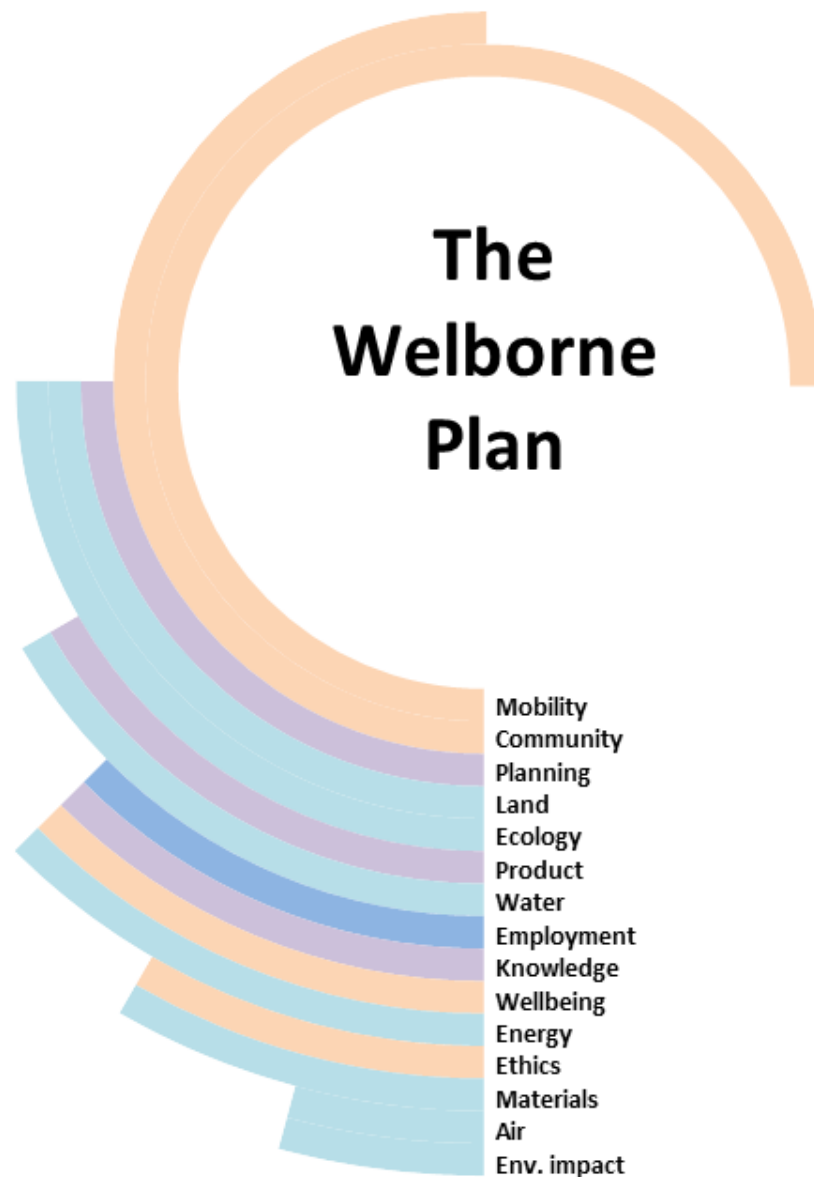 The
Welborne
Plan
Mobility
Community
Planning
Land
Ecology
Product
Water
Employment
Knowledge
Wellbeing
Energy
Ethics
Materials
Air
Env. impact